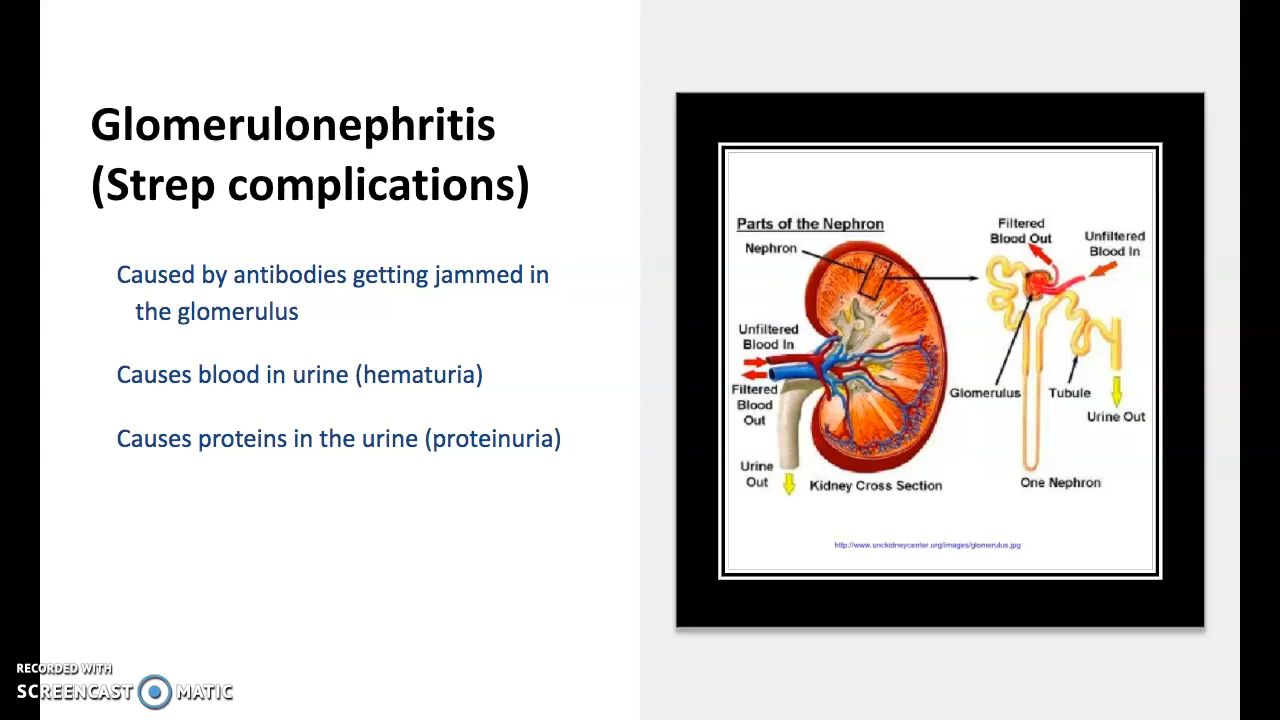 Glomerulonephritis
(Strep complications)
Caused by antibodies getting jammed in
the glomerulus
Causes blood in urine (hematuria)
Causes proteins in the urine (proteinuria)
Parts of the Nephron
Nephron
Filtered
Blood Out
Unfiltered
Blood In
Unfiltered
Blood In
Filtered
Blood
Out
Glomerulus
Tubule
Urine Out
Urine
Out
Kidney Cross Section
One Nephron
http://www.unckidneycenter.org/images/glomerulus.jpg
RECORDED WITH
SCREENCAST MATIC